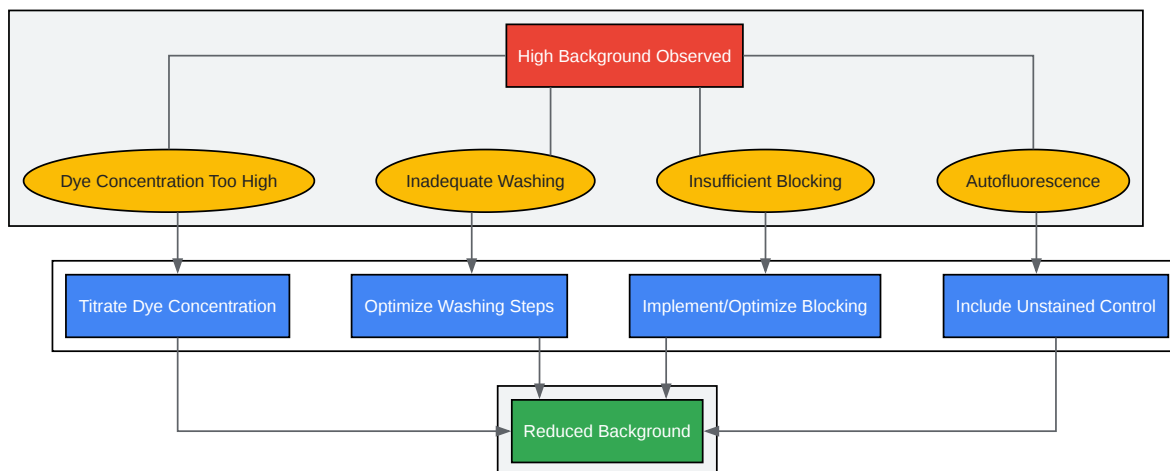 High Background Observed
Dye Concentration Too High
Inadequate Washing
Insufficient Blocking
Autofluorescence
Titrate Dye Concentration
Optimize Washing Steps
Implement/Optimize Blocking
Include Unstained Control
Reduced Background